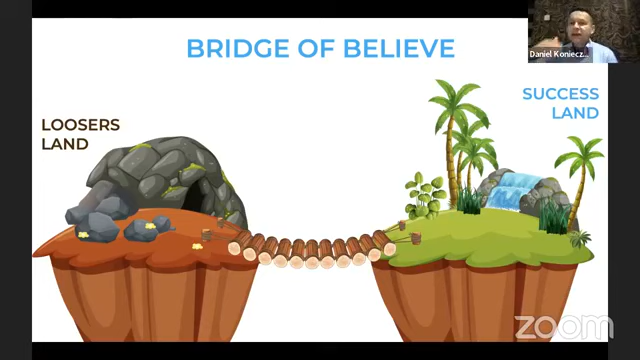 BRIDGE OF BELIEVE
Daniel Koniecz...
LOOSERS
LAND
SUCCESS
LAND
zoom